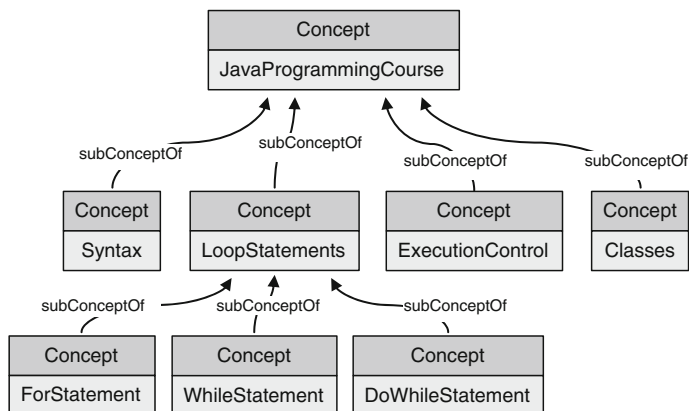 Concept
JavaProgrammingCourse
subConceptOf
subConceptOf
subConceptOf
subConceptOf
Concept
Syntax
Concept
LoopStatements
Concept
ExecutionControl
Concept
Classes
subConceptOf
subConceptOf
subConceptOf
Concept
ForStatement
Concept
WhileStatement
Concept
DoWhileStatement